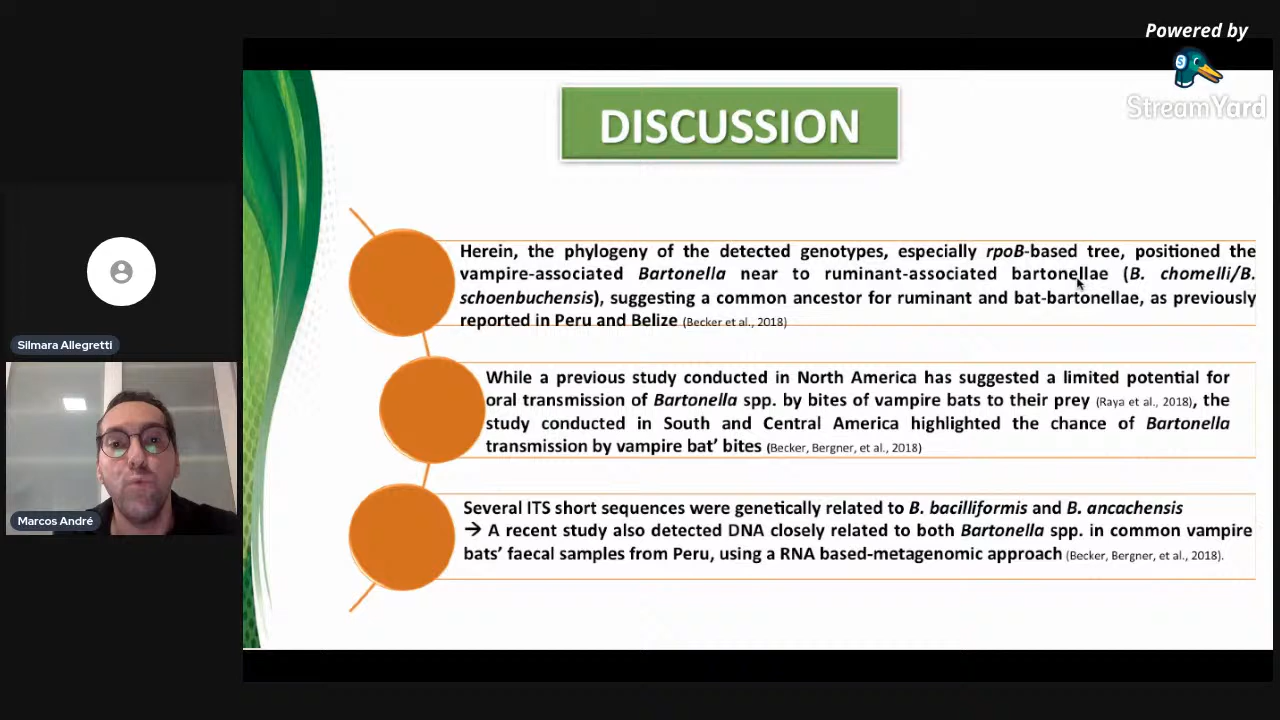 Powered by
StreamYard
DISCUSSION
Herein, the phylogeny of the detected genotypes, especially rpoB-based tree, positioned the
vampire-associated Bartonella near to ruminant-associated bartonellae (B. chomelli/B.
schoenbuchensis), suggesting a common ancestor for ruminant and bat-bartonellae, as previously
reported in Peru and Belize (Becker et al., 2018)
While a previous study conducted in North America has suggested a limited potential for
oral transmission of Bartonella spp. by bites of vampire bats to their prey (Raya et al., 2018), the
study conducted in South and Central America highlighted the chance of Bartonella
transmission by vampire bat' bites (Becker, Bergner, et al., 2018)
Several ITS short sequences were genetically related to B. bacilliformis and B. ancachensis
→ A recent study also detected DNA closely related to both Bartonella spp. in common vampire
bats' faecal samples from Peru, using a RNA based-metagenomic approach (Becker, Bergner, et al., 2018).
Silmara Allegretti
Marcos André